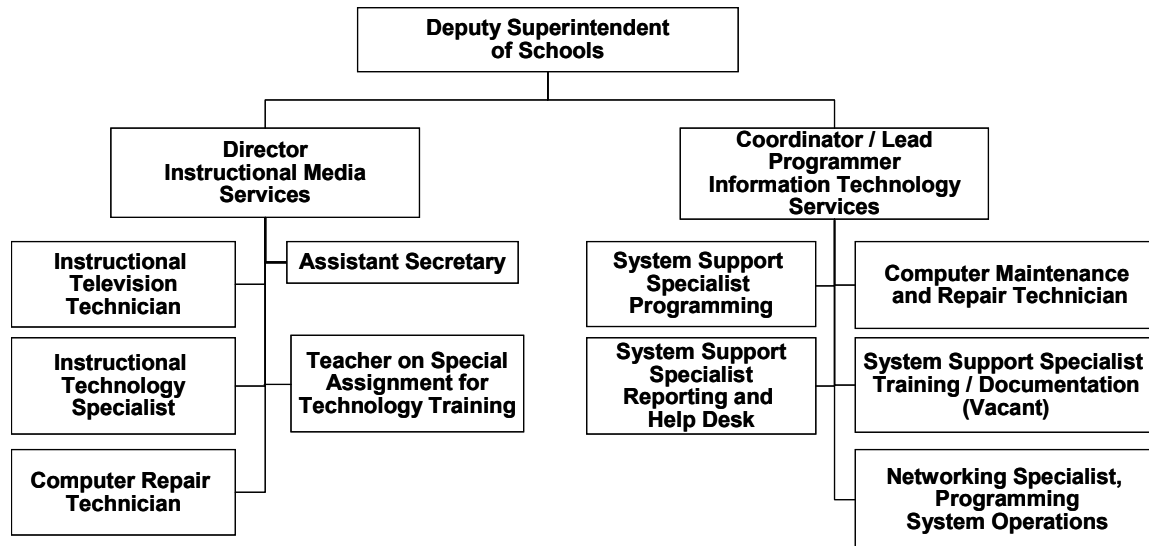 Deputy Superintendent
of Schools
Director
Instructional Media
Services
Coordinator / Lead
Programmer
Information Technology
Services
Instructional
Television
Technician
Assistant Secretary
System Support
Specialist
Programming
Computer Maintenance
and Repair Technician
Instructional
Technology
Specialist
Teacher on Special
Assignment for
Technology Training
System Support
Specialist
Reporting and
Help Desk
System Support Specialist
Training / Documentation
(Vacant)
Computer Repair
Technician
Networking Specialist,
Programming
System Operations